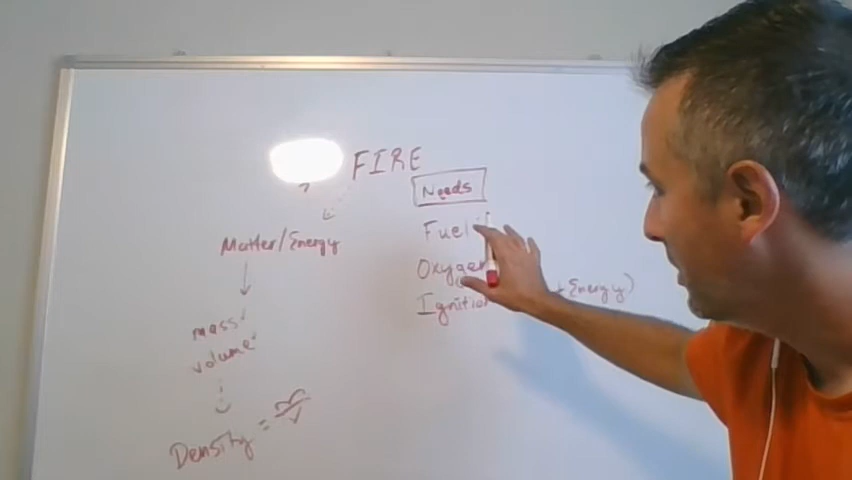 FIRE
Needs
Fuel
Oxygen
Ignition + Energy)
Matter/Energy
mass
volume
Density = m/v